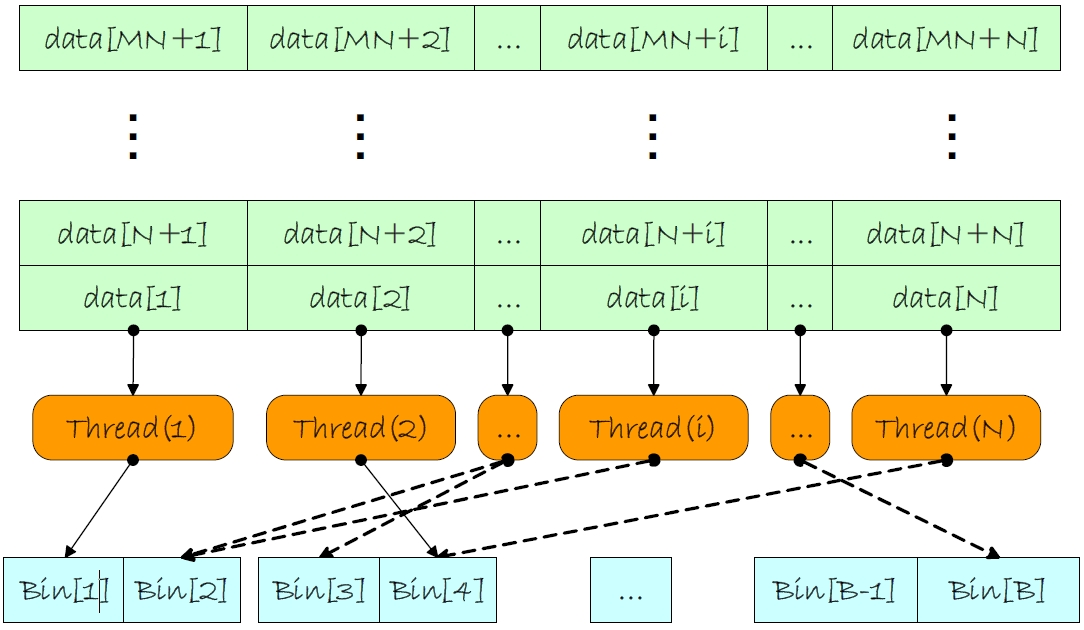 data[MN+1] data[MN+2] ... data[MN+i] ... data[MN+N]
data[N+1] data[N+2] ... data[N+i] ... data[N+N]
data[1] data[2] ... data[i] ... data[N]
Thread(1) Thread(2) ... Thread(i) ... Thread(N)
Bin[1] Bin[2] Bin[3] Bin[4] ... Bin[B-1] Bin[B]